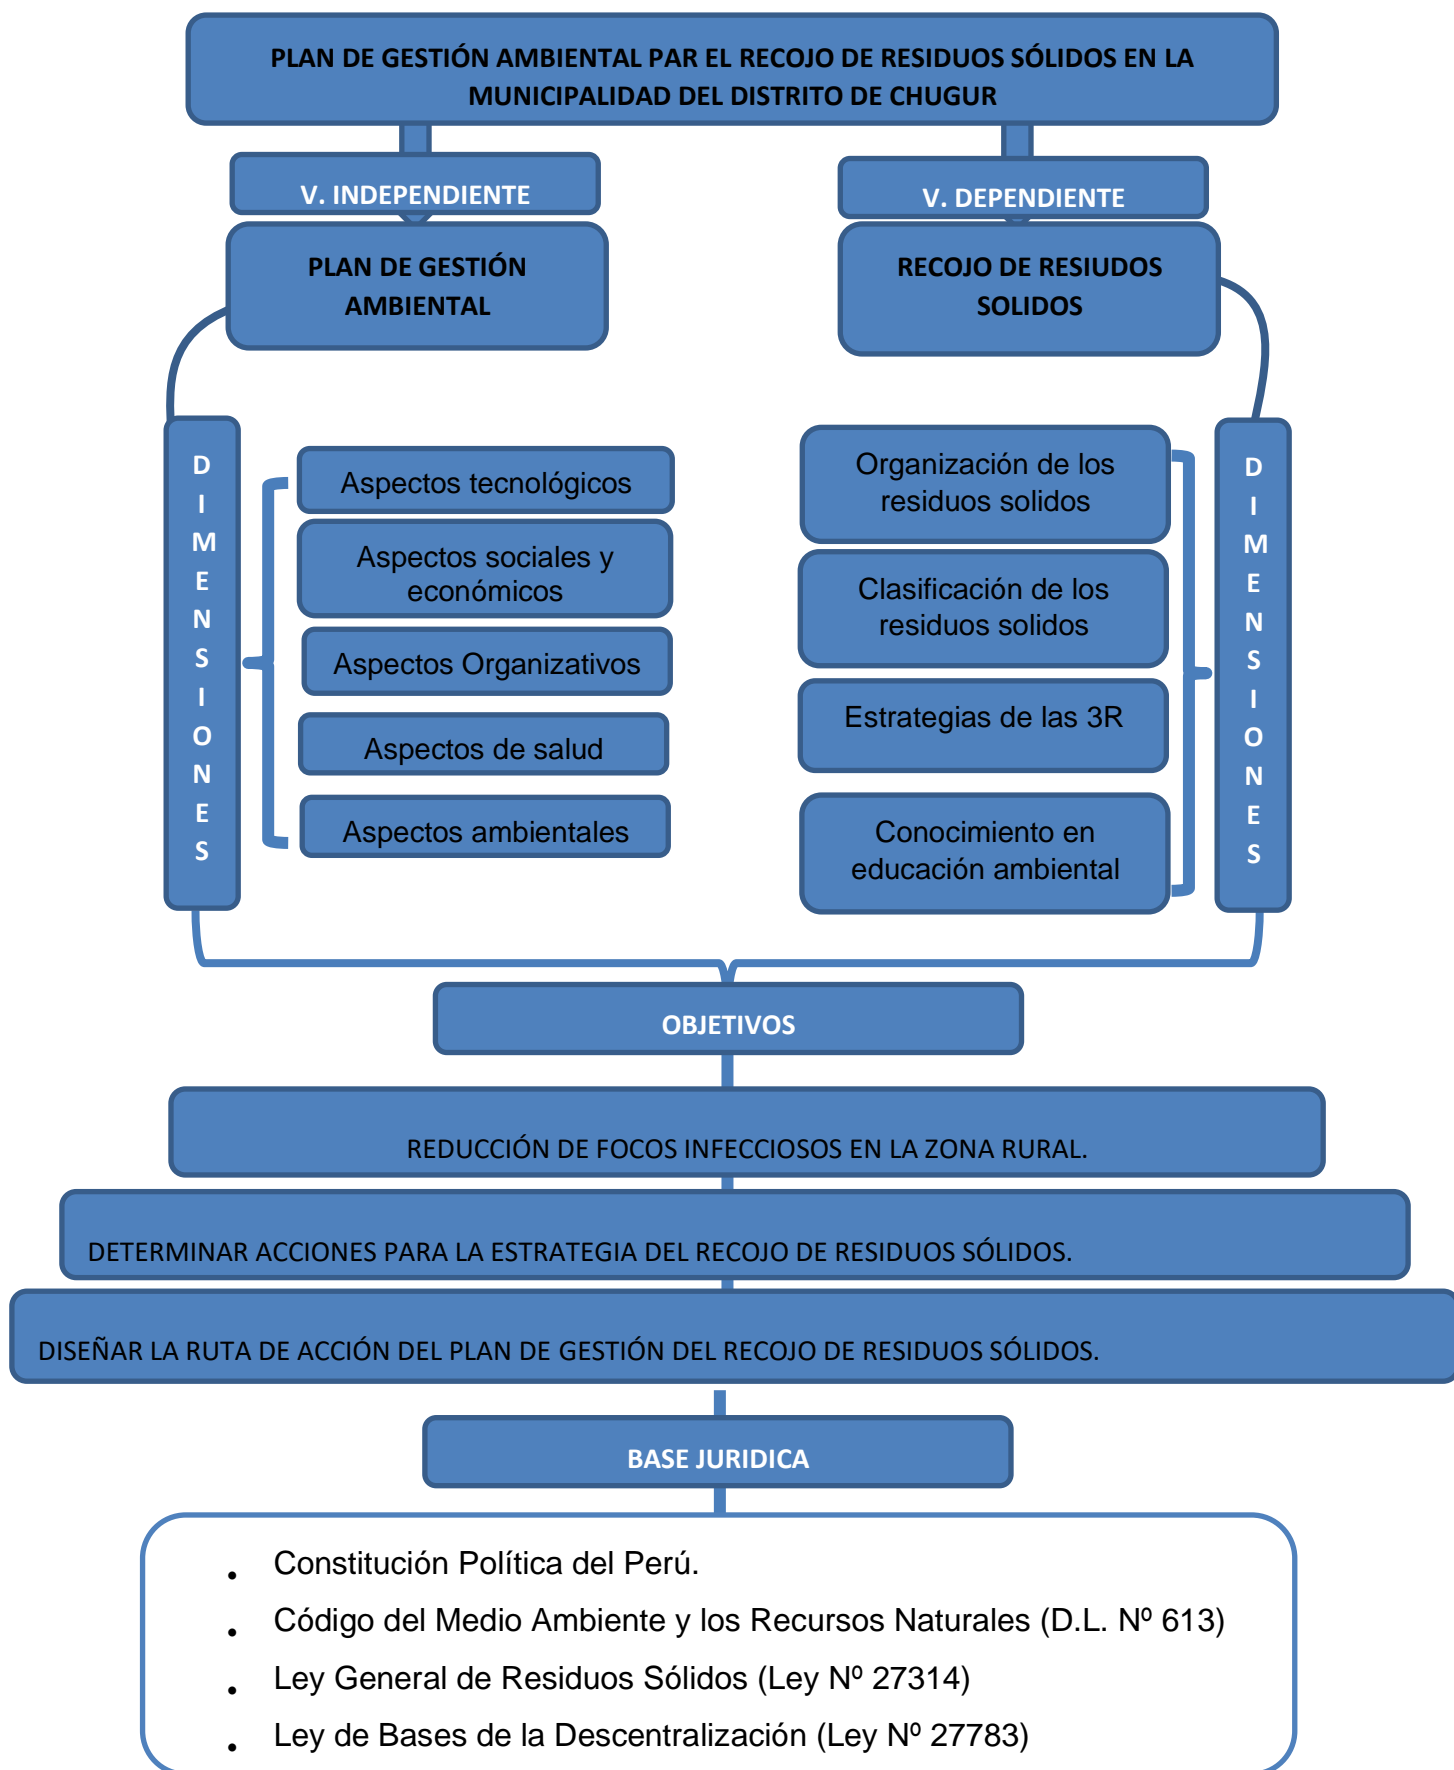 PLAN DE GESTIÓN AMBIENTAL PAR EL RECOJO DE RESIDUOS SÓLIDOS EN LA
MUNICIPALIDAD DEL DISTRITO DE CHUGUR
V. INDEPENDIENTE
V. DEPENDIENTE
PLAN DE GESTIÓN
AMBIENTAL
RECOJO DE RESIUDOS
SOLIDOS
D
I
M
E
N
S
I
O
N
E
S
Aspectos tecnológicos
Aspectos sociales y
económicos
Aspectos Organizativos
Aspectos de salud
Aspectos ambientales
Organización de los
residuos solidos
Clasificación de los
residuos solidos
Estrategias de las 3R
Conocimiento en
educación ambiental
D
I
M
E
N
S
I
O
N
E
S
OBJETIVOS
REDUCCIÓN DE FOCOS INFECCIOSOS EN LA ZONA RURAL.
DETERMINAR ACCIONES PARA LA ESTRATEGIA DEL RECOJO DE RESIDUOS SÓLIDOS.
DISEÑAR LA RUTA DE ACCIÓN DEL PLAN DE GESTIÓN DEL RECOJO DE RESIDUOS SÓLIDOS.
BASE JURIDICA
• Constitución Política del Perú.
• Código del Medio Ambiente y los Recursos Naturales (D.L. Nº 613)
• Ley General de Residuos Sólidos (Ley Nº 27314)
• Ley de Bases de la Descentralización (Ley Nº 27783)